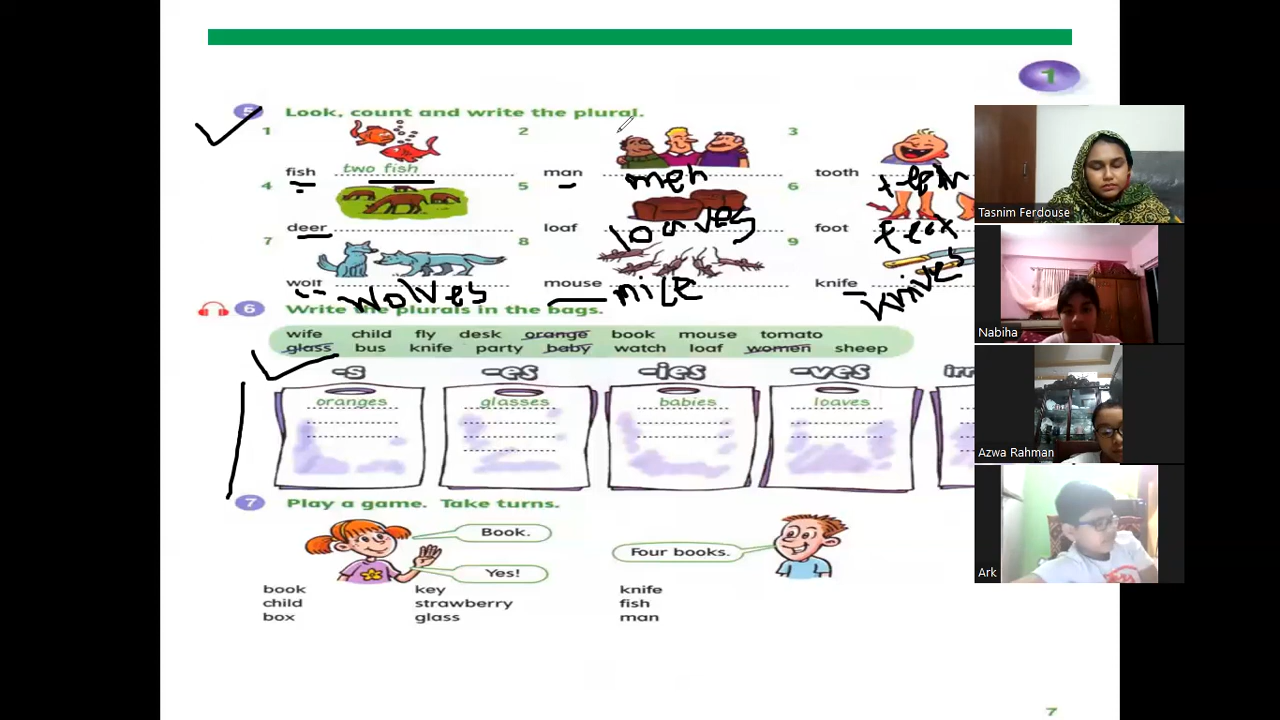 1
5 Look, count and write the plural.
1 2 3
fish two fish man men tooth teeth
4 5 6
deer loaf loaves foot feet
7 8 9
wolf wolves mouse mice knife knives
6 Write the plurals in the bags.
wife child fly desk orange book mouse tomato
glass bus knife party baby watch loaf women sheep
-s -es -ies -ves irr
oranges glasses babies loaves
7 Play a game. Take turns.
Book.
Four books.
Yes!
book key knife
child strawberry fish
box glass man
7
Tasnim Ferdouse
Nabiha
Azwa Rahman
Ark